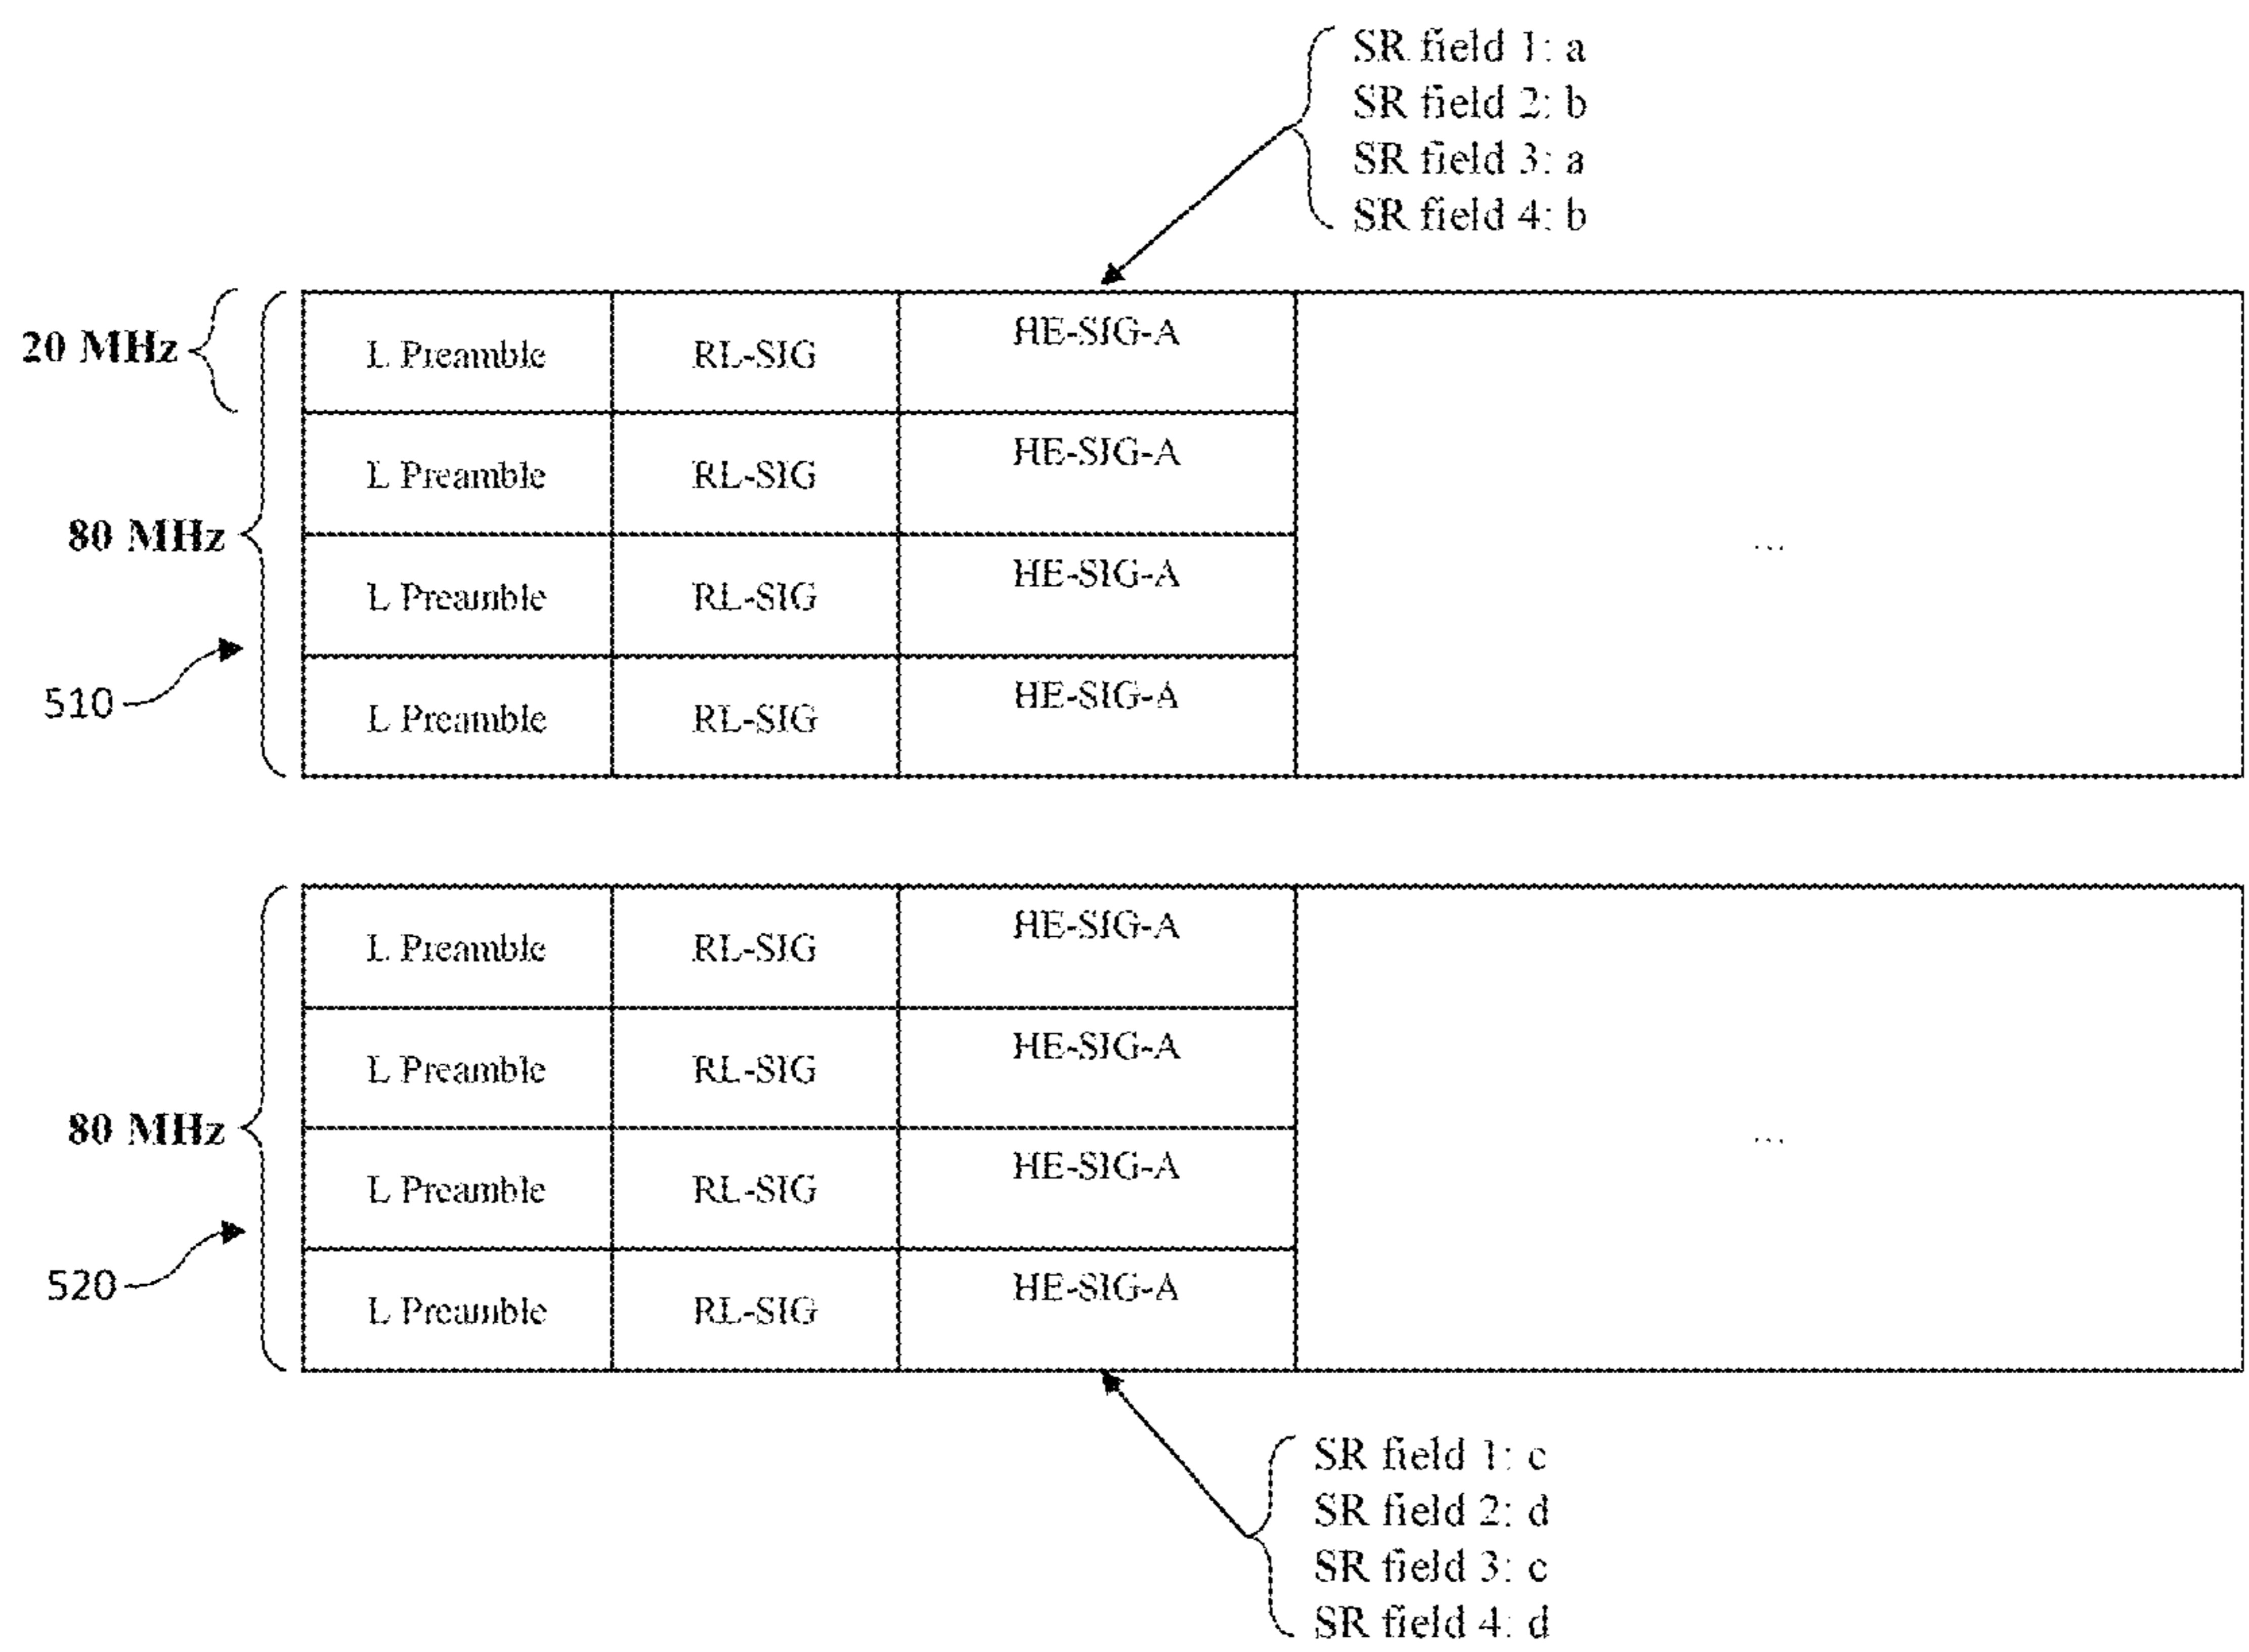 SR field 1: a
SR field 2: b
SR field 3: a
SR field 4: b
20 MHz
L Preamble RL-SIG HE-SIG-A
L Preamble RL-SIG HE-SIG-A
80 MHz
...
L Preamble RL-SIG HE-SIG-A
510
L Preamble RL-SIG HE-SIG-A
L Preamble RL-SIG HE-SIG-A
L Preamble RL-SIG HE-SIG-A
80 MHz
...
L Preamble RL-SIG HE-SIG-A
520
L Preamble RL-SIG HE-SIG-A
SR field 1: c
SR field 2: d
SR field 3: c
SR field 4: d